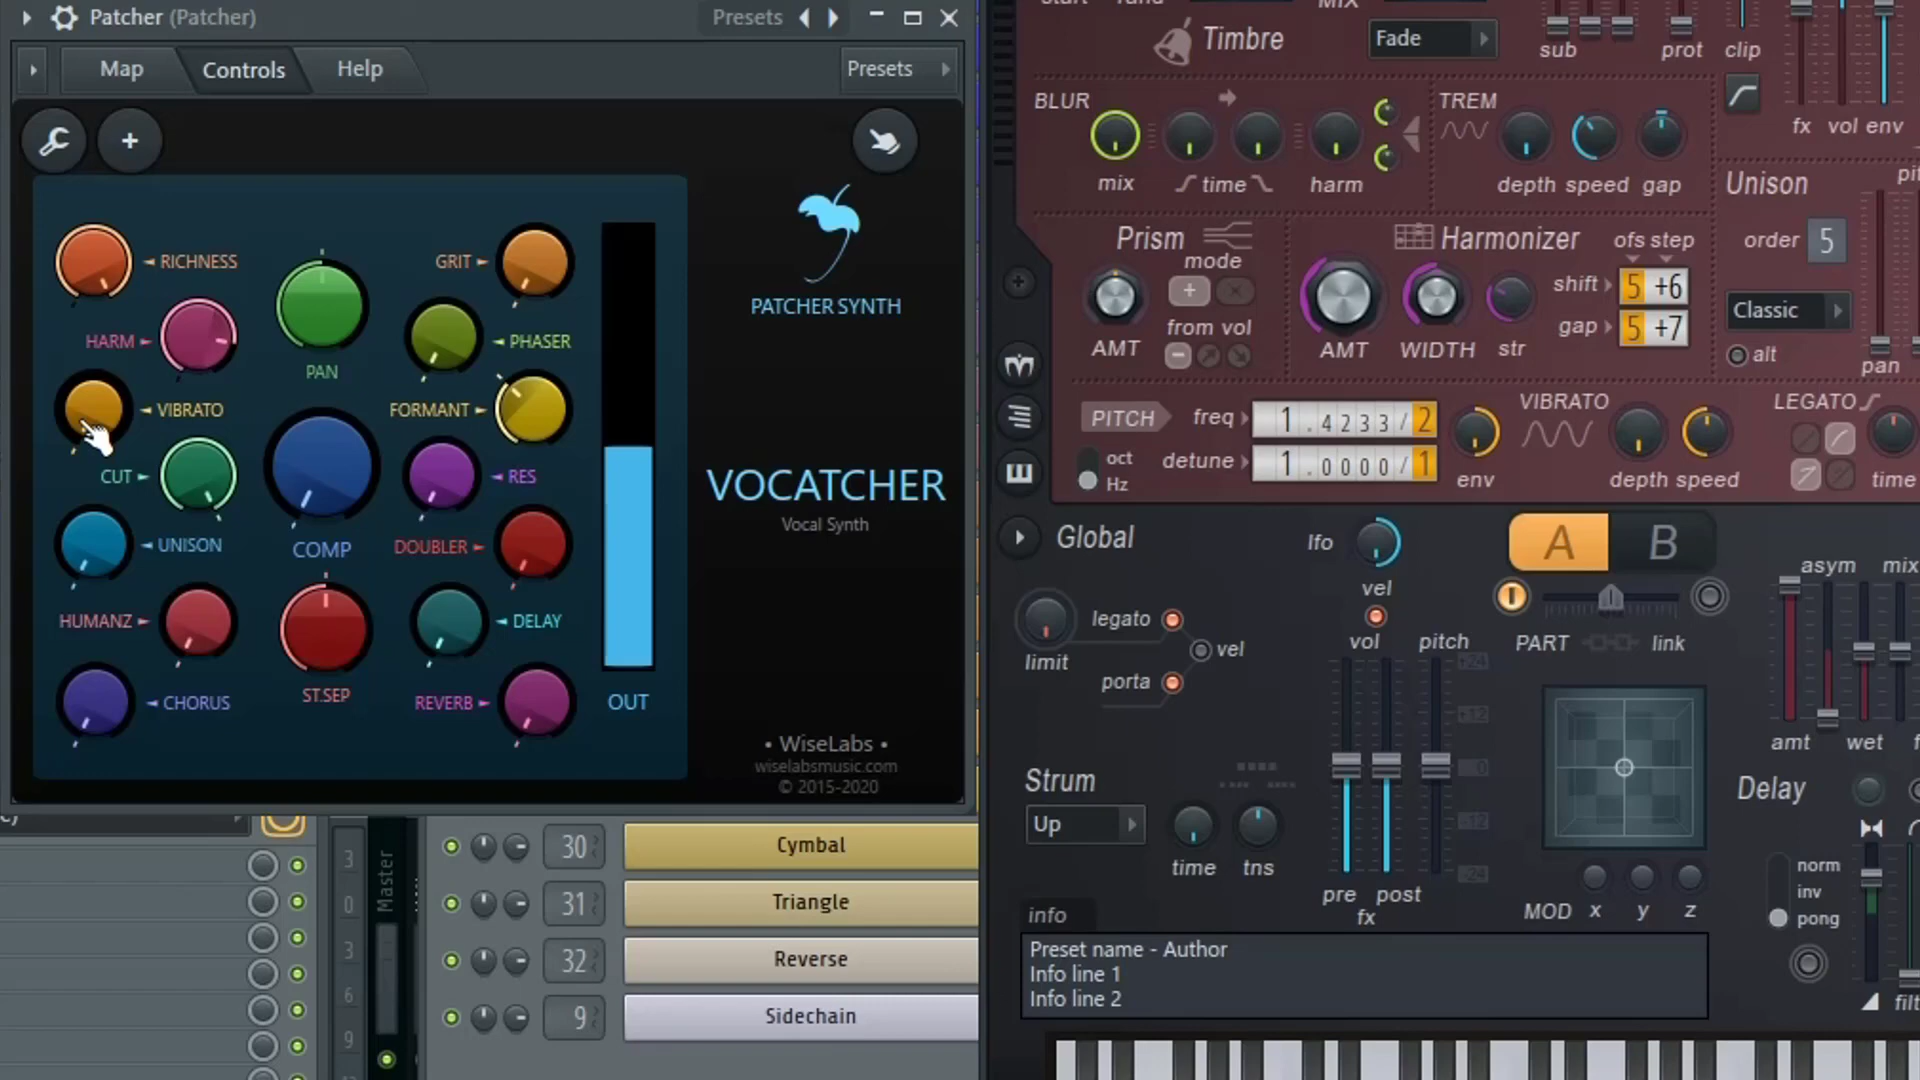 Patcher (Patcher)
Presets
Map
Controls
Help
Presets
RICHNESS
HARM
VIBRATO
CUT
UNISON
HUMANZ
CHORUS
PAN
COMP
ST.SEP
GRIT
PHASER
FORMANT
RES
DOUBLER
DELAY
REVERB
OUT
PATCHER SYNTH
VOCATCHER
Vocal Synth
• WiseLabs •
wiselabsmusic.com
© 2015-2020
3
0
3
6
9
Master
30
Cymbal
31
Triangle
32
Reverse
9
Sidechain
Timbre
Fade
sub
prot
clip
fx vol env
BLUR
mix
time
harm
TREM
depth speed gap
Unison
order 5
Classic
alt
pan
Prism
mode
from vol
AMT
Harmonizer
ofs step
shift 5 +6
gap 5 +7
AMT WIDTH str
PITCH
freq 1.4233/2
oct
Hz
detune 1.0000/1
env
VIBRATO
depth speed
LEGATO
time
Global
lfo
vel
vol
pitch
limit
legato
vel
porta
A B
PART
link
asym
amt
wet
Strum
Up
time tns
pre post
fx
MOD x y z
Delay
norm
inv
pong
info
Preset name - Author
Info line 1
Info line 2